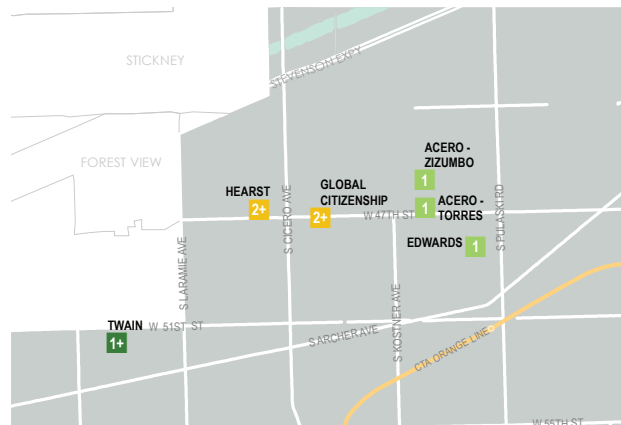 STICKNEY
STEVENSON EXPY
FOREST VIEW
ACERO -
ZIZUMBO
1
HEARST
2+
GLOBAL
CITIZENSHIP
2+
W 47TH ST
1
ACERO -
TORRES
EDWARDS
1
S LARAMIE AVE
S CICERO AVE
S PULASKI RD
TWAIN
1+
W 51ST ST
S ARCHER AVE
S KOSTNER AVE
CTA ORANGE LINE
W 55TH ST